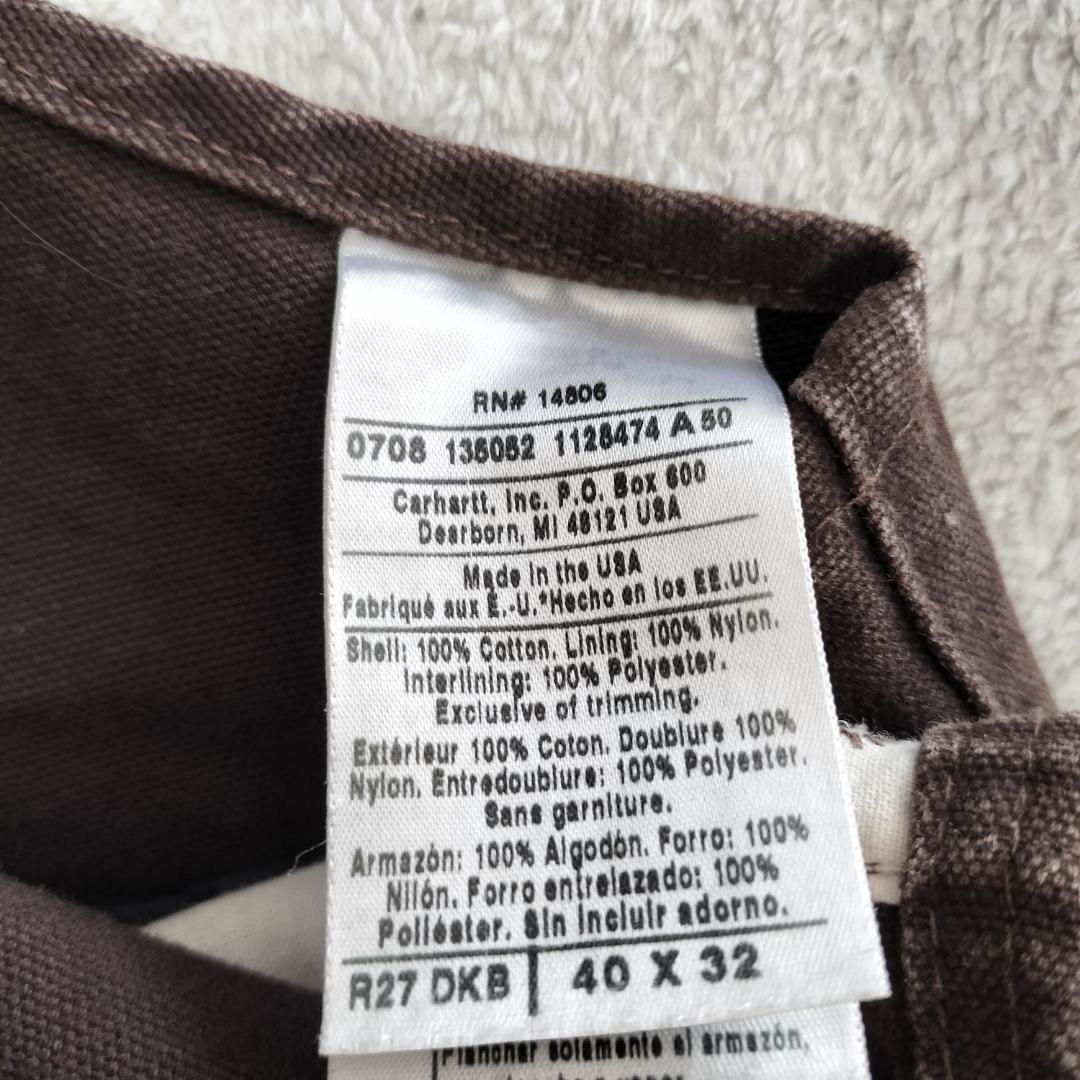 RN# 14806
0708 136082 1128474 A 50
Carhartt, Inc. P.O. Box 600
Dearborn, MI 48121 USA
Made in the USA
Fabriqué aux É.-U.*Hecho en los EE.UU.
Shell: 100% Cotton. Lining: 100% Nylon.
Interlining: 100% Polyester.
Exclusive of trimming.
Extérieur 100% Coton. Doublure 100%
Nylon. Entredoublure: 100% Polyester.
Sans garniture.
Armazón: 100% Algodón. Forro: 100%
Nilón. Forro entrelazado: 100%
Poliéster. Sin incluir adorno.
R27 DKB | 40 X 32
Planchar solamente el armazón,